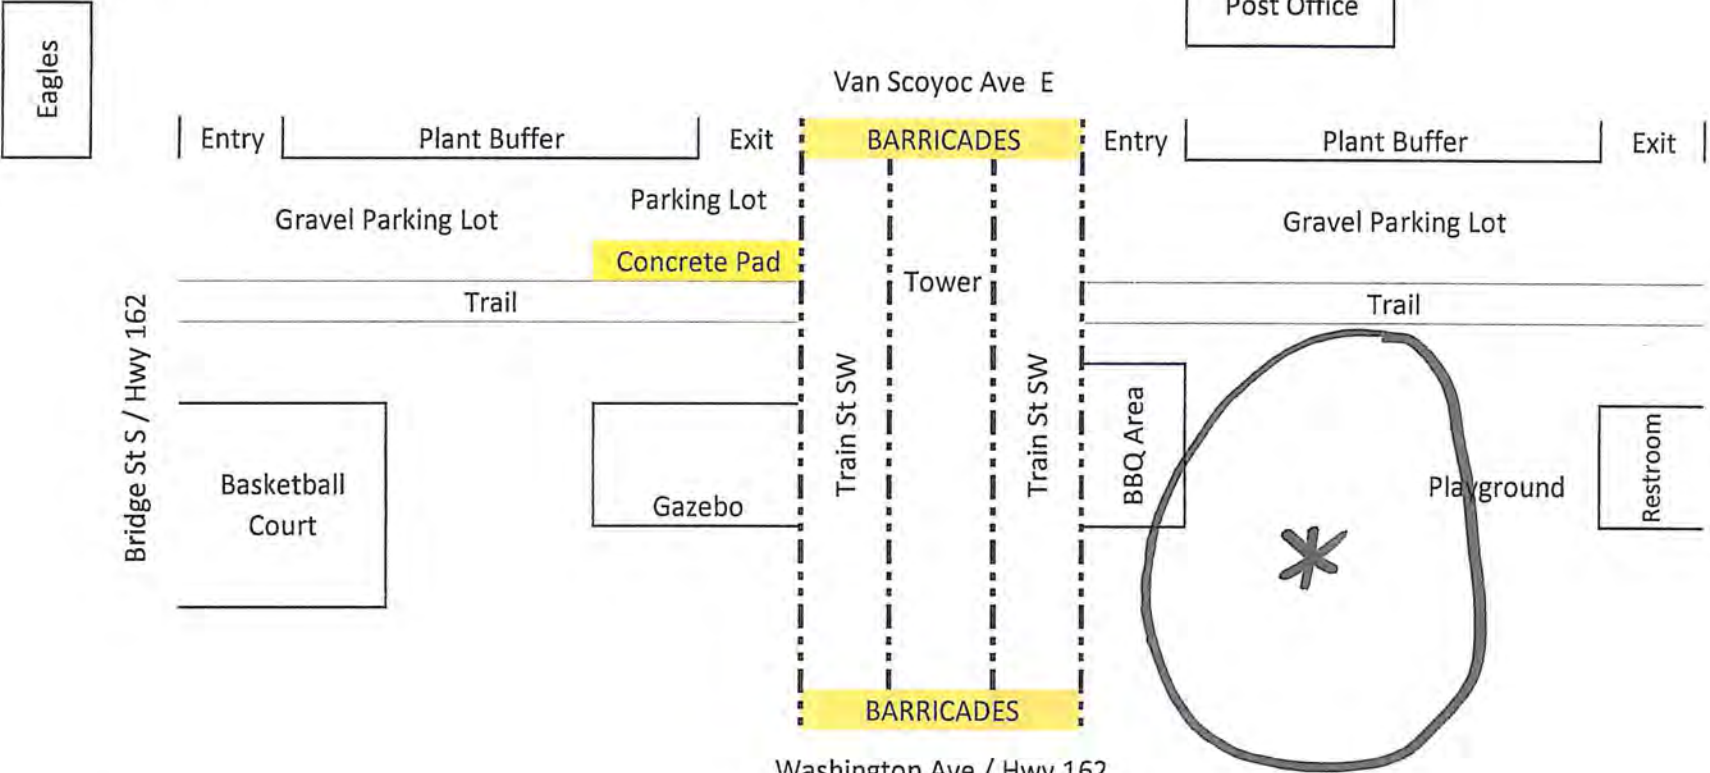 Post Office
Eagles
Van Scoyoc Ave E
Entry
Plant Buffer
Exit
BARRICADES
Entry
Plant Buffer
Exit
Parking Lot
Gravel Parking Lot
Gravel Parking Lot
Concrete Pad
Tower
Trail
Trail
Bridge St S / Hwy 162
Train St SW
Train St SW
BBQ Area
Restroom
Basketball
Court
Gazebo
Playground
*
BARRICADES
Washington Ave / Hwy 162